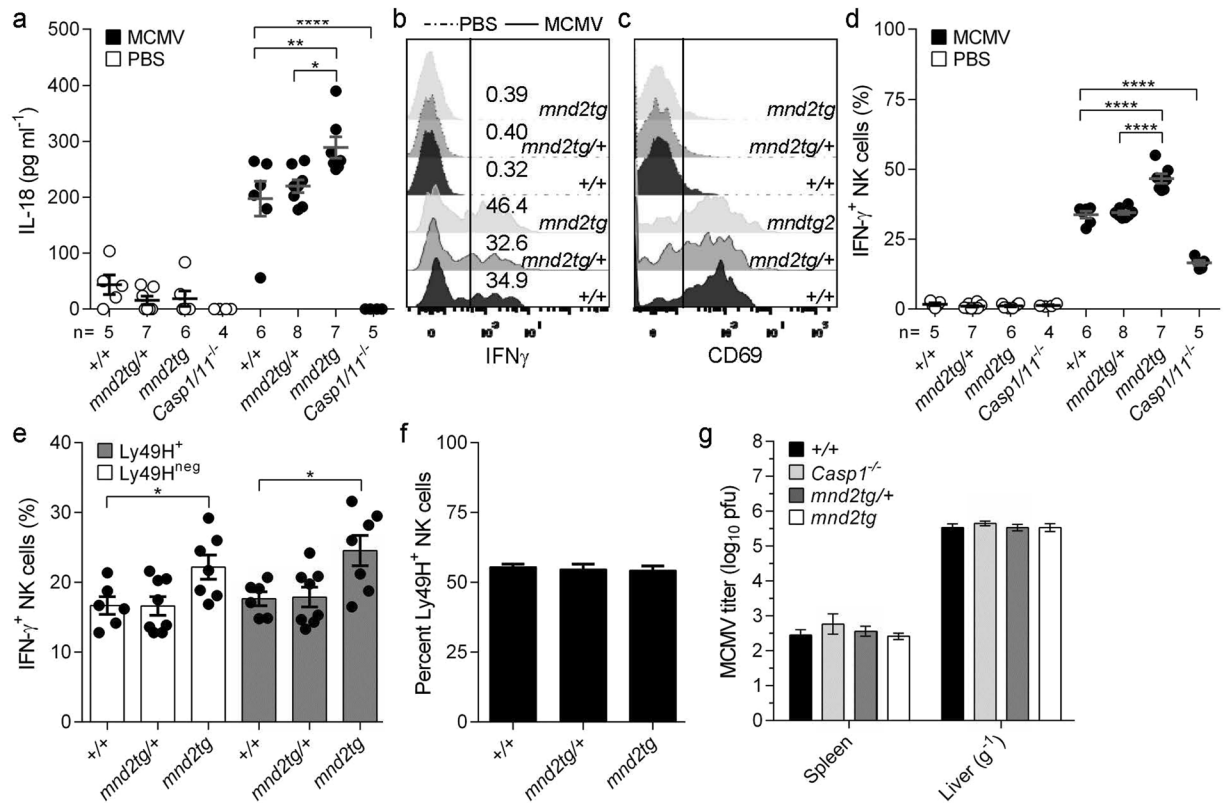 a
MCMV
PBS
IL-18 (pg ml-1)
500
400
300
200
100
0
****
**
*
n= 5 7 6 4 6 8 7 5
+/+
mnd2tg/+
mnd2tg
Casp1/11-/-
+/+
mnd2tg/+
mnd2tg
Casp1/11-/-
b
PBS MCMV
c
0.39 mnd2tg
0.40 mnd2tg/+
0.32 +/+
46.4 mnd2tg
32.6 mnd2tg/+
34.9 +/+
IFNγ
mnd2tg
mnd2tg/+
+/+
mndtg2
mnd2tg/+
+/+
CD69
d
MCMV
PBS
IFN-γ+ NK cells (%)
100
75
50
25
0
****
****
****
n= 5 7 6 4 6 8 7 5
+/+
mnd2tg/+
mnd2tg
Casp1/11-/-
+/+
mnd2tg/+
mnd2tg
Casp1/11-/-
e
Ly49H+
Ly49Hneg
IFN-γ+ NK cells (%)
40
30
20
10
0
*
*
+/+
mnd2tg/+
mnd2tg
+/+
mnd2tg/+
mnd2tg
f
Percent Ly49H+ NK cells
100
75
50
25
0
+/+
mnd2tg/+
mnd2tg
g
+/+
Casp1-/-
mnd2tg/+
mnd2tg
MCMV titer (log10 pfu)
8
7
6
5
4
3
2
1
0
Spleen
Liver (g-1)